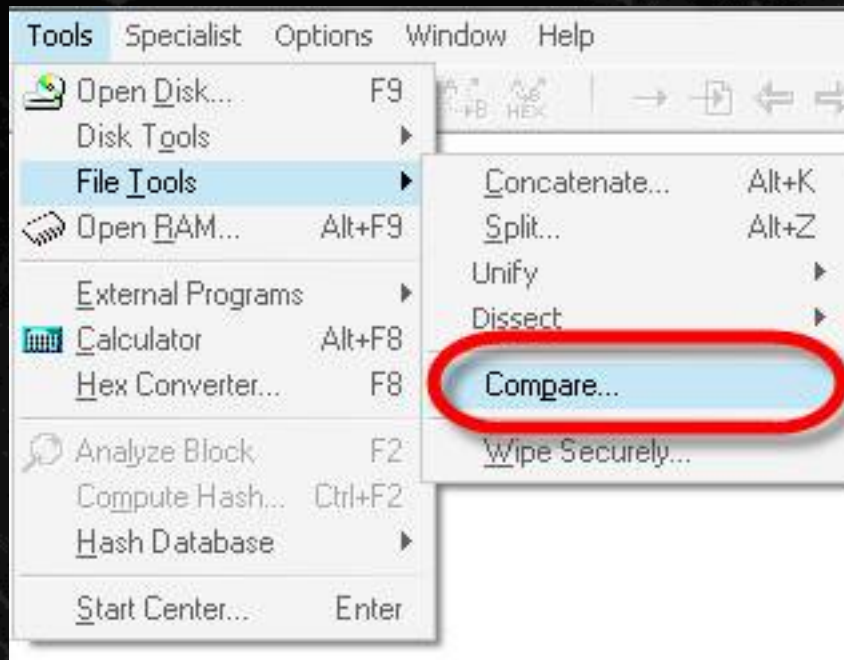 Tools Specialist Options Window Help
Open Disk... F9
Disk Tools
File Tools
Open RAM... Alt+F9
External Programs
Calculator Alt+F8
Hex Converter... F8
Analyze Block F2
Compute Hash... Ctrl+F2
Hash Database
Start Center... Enter
+B
HEX
Concatenate... Alt+K
Split... Alt+Z
Unify
Dissect
Compare...
Wipe Securely...